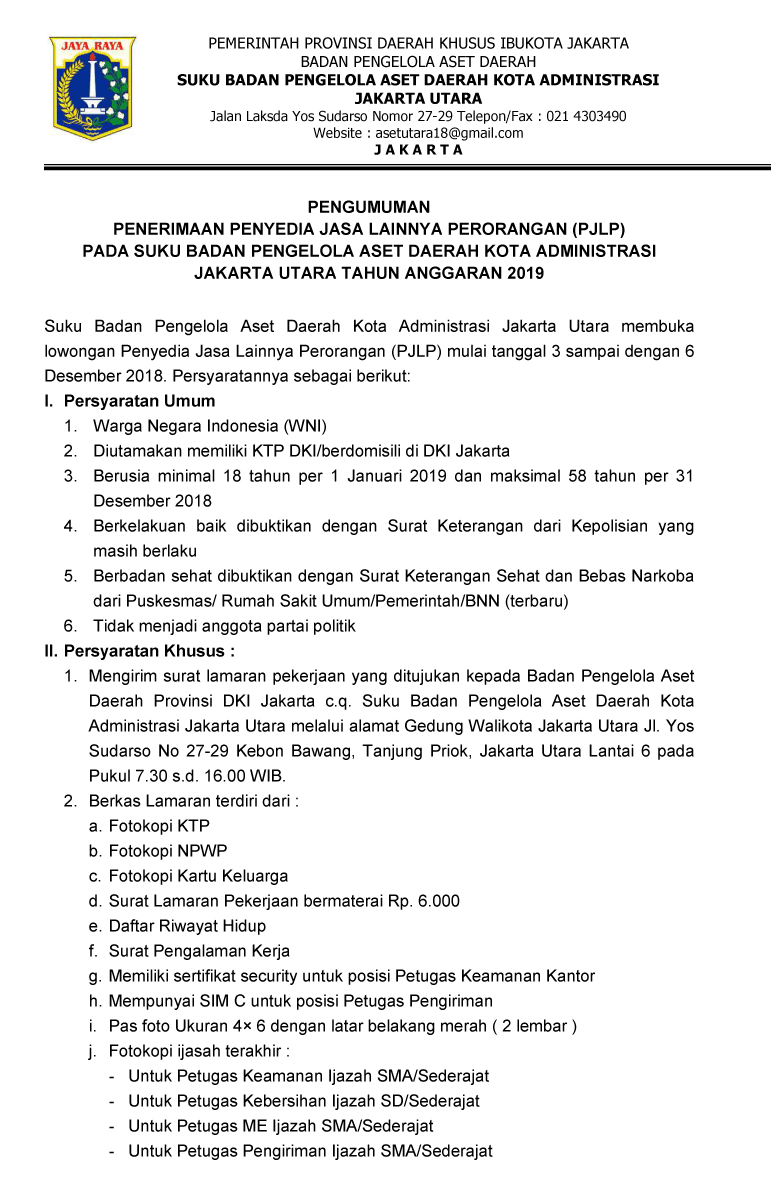 JAYA RAYA
PEMERINTAH PROVINSI DAERAH KHUSUS IBUKOTA JAKARTA
BADAN PENGELOLA ASET DAERAH
SUKU BADAN PENGELOLA ASET DAERAH KOTA ADMINISTRASI
JAKARTA UTARA
Jalan Laksda Yos Sudarso Nomor 27-29 Telepon/Fax : 021 4303490
Website : asetutara18@gmail.com
J A K A R T A
PENGUMUMAN
PENERIMAAN PENYEDIA JASA LAINNYA PERORANGAN (PJLP)
PADA SUKU BADAN PENGELOLA ASET DAERAH KOTA ADMINISTRASI
JAKARTA UTARA TAHUN ANGGARAN 2019
Suku Badan Pengelola Aset Daerah Kota Administrasi Jakarta Utara membuka
lowongan Penyedia Jasa Lainnya Perorangan (PJLP) mulai tanggal 3 sampai dengan 6
Desember 2018. Persyaratannya sebagai berikut:
I. Persyaratan Umum
1. Warga Negara Indonesia (WNI)
2. Diutamakan memiliki KTP DKI/berdomisili di DKI Jakarta
3. Berusia minimal 18 tahun per 1 Januari 2019 dan maksimal 58 tahun per 31
Desember 2018
4. Berkelakuan baik dibuktikan dengan Surat Keterangan dari Kepolisian yang
masih berlaku
5. Berbadan sehat dibuktikan dengan Surat Keterangan Sehat dan Bebas Narkoba
dari Puskesmas/ Rumah Sakit Umum/Pemerintah/BNN (terbaru)
6. Tidak menjadi anggota partai politik
II. Persyaratan Khusus :
1. Mengirim surat lamaran pekerjaan yang ditujukan kepada Badan Pengelola Aset
Daerah Provinsi DKI Jakarta c.q. Suku Badan Pengelola Aset Daerah Kota
Administrasi Jakarta Utara melalui alamat Gedung Walikota Jakarta Utara Jl. Yos
Sudarso No 27-29 Kebon Bawang, Tanjung Priok, Jakarta Utara Lantai 6 pada
Pukul 7.30 s.d. 16.00 WIB.
2. Berkas Lamaran terdiri dari :
a. Fotokopi KTP
b. Fotokopi NPWP
c. Fotokopi Kartu Keluarga
d. Surat Lamaran Pekerjaan bermaterai Rp. 6.000
e. Daftar Riwayat Hidup
f. Surat Pengalaman Kerja
g. Memiliki sertifikat security untuk posisi Petugas Keamanan Kantor
h. Mempunyai SIM C untuk posisi Petugas Pengiriman
i. Pas foto Ukuran 4× 6 dengan latar belakang merah ( 2 lembar )
j. Fotokopi ijasah terakhir :
- Untuk Petugas Keamanan Ijazah SMA/Sederajat
- Untuk Petugas Kebersihan Ijazah SD/Sederajat
- Untuk Petugas ME Ijazah SMA/Sederajat
- Untuk Petugas Pengiriman Ijazah SMA/Sederajat